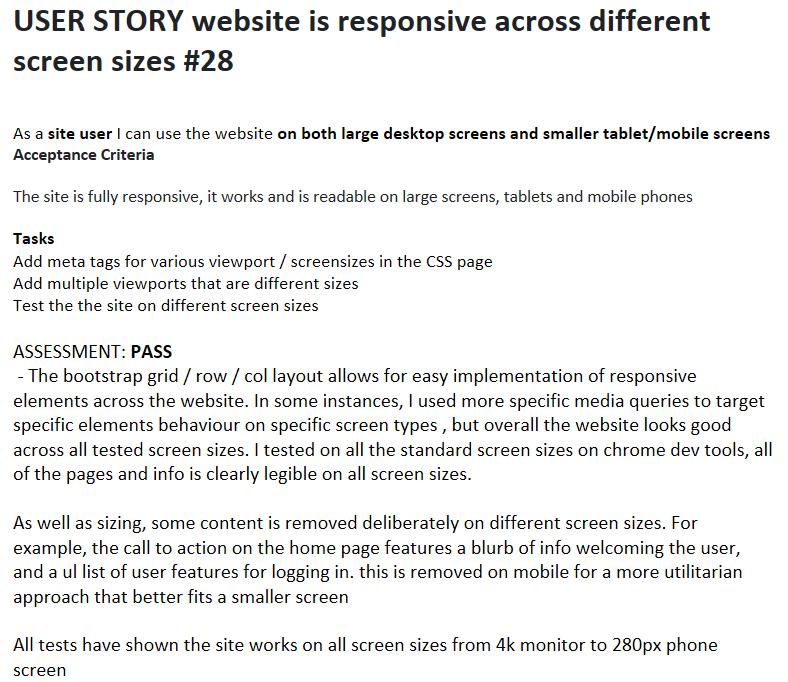 USER STORY website is responsive across different
screen sizes #28
As a site user I can use the website on both large desktop screens and smaller tablet/mobile screens
Acceptance Criteria
The site is fully responsive, it works and is readable on large screens, tablets and mobile phones
Tasks
Add meta tags for various viewport / screensizes in the CSS page
Add multiple viewports that are different sizes
Test the the site on different screen sizes
ASSESSMENT: PASS
- The bootstrap grid / row / col layout allows for easy implementation of responsive
elements across the website. In some instances, I used more specific media queries to target
specific elements behaviour on specific screen types , but overall the website looks good
across all tested screen sizes. I tested on all the standard screen sizes on chrome dev tools, all
of the pages and info is clearly legible on all screen sizes.
As well as sizing, some content is removed deliberately on different screen sizes. For
example, the call to action on the home page features a blurb of info welcoming the user,
and a ul list of user features for logging in. this is removed on mobile for a more utilitarian
approach that better fits a smaller screen
All tests have shown the site works on all screen sizes from 4k monitor to 280px phone
screen